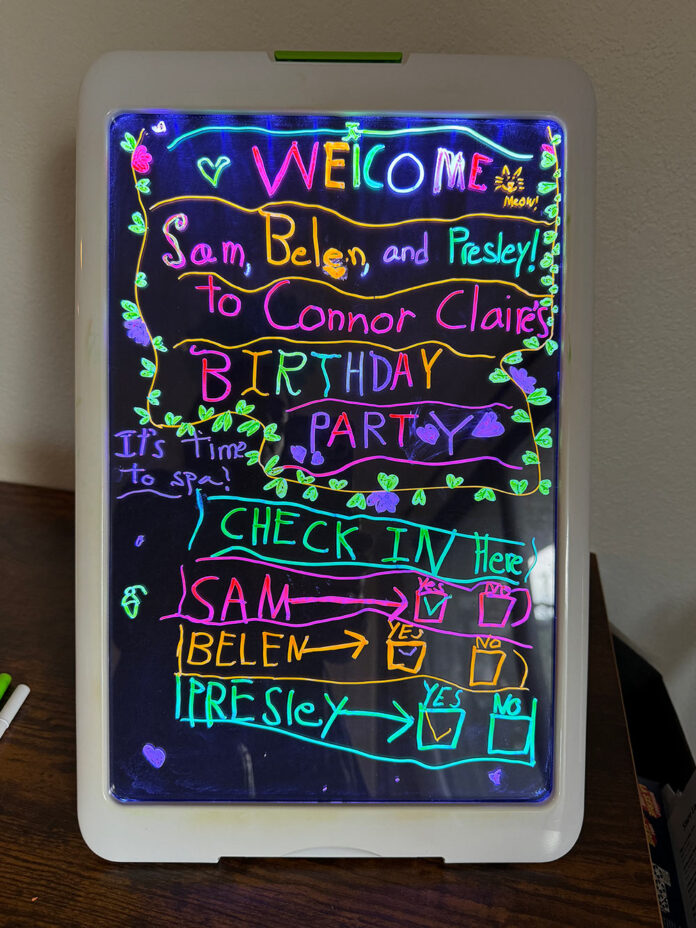 WElCOME
Meow!
Sam, Belen, and Presley!
to Connor Claire's
BIRTHDAY
PARTY
It's time
to spa!
CHECK IN Here
SAM Yes No
BELEN YES NO
PRESleY YES NO